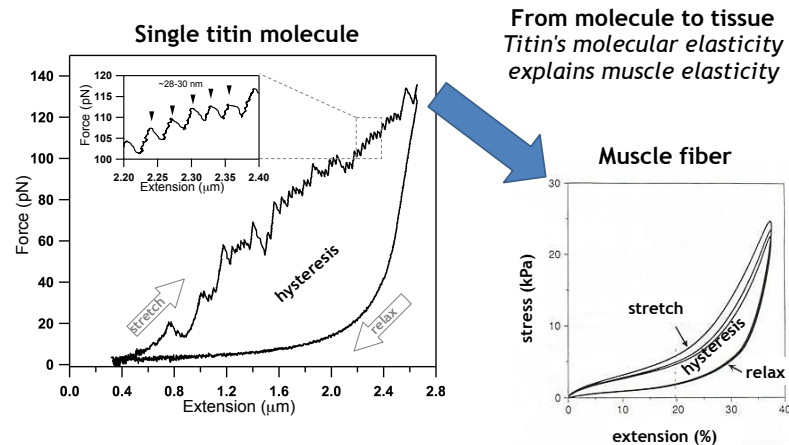 From molecule to tissue
Titin's molecular elasticity
explains muscle elasticity
Single titin molecule
140
120
100
80
60
40
20
0
Force (pN)
0.0 0.4 0.8 1.2 1.6 2.0 2.4 2.8
Extension (μm)
120
115
110
105
100
Force (pN)
~28-30 nm
2.20 2.25 2.30 2.35 2.40
Extension (μm)
stretch
hysteresis
relax
Muscle fiber
30
20
10
0
stress (kPa)
stretch
hysteresis
relax
0 10 20 30 40
extension (%)